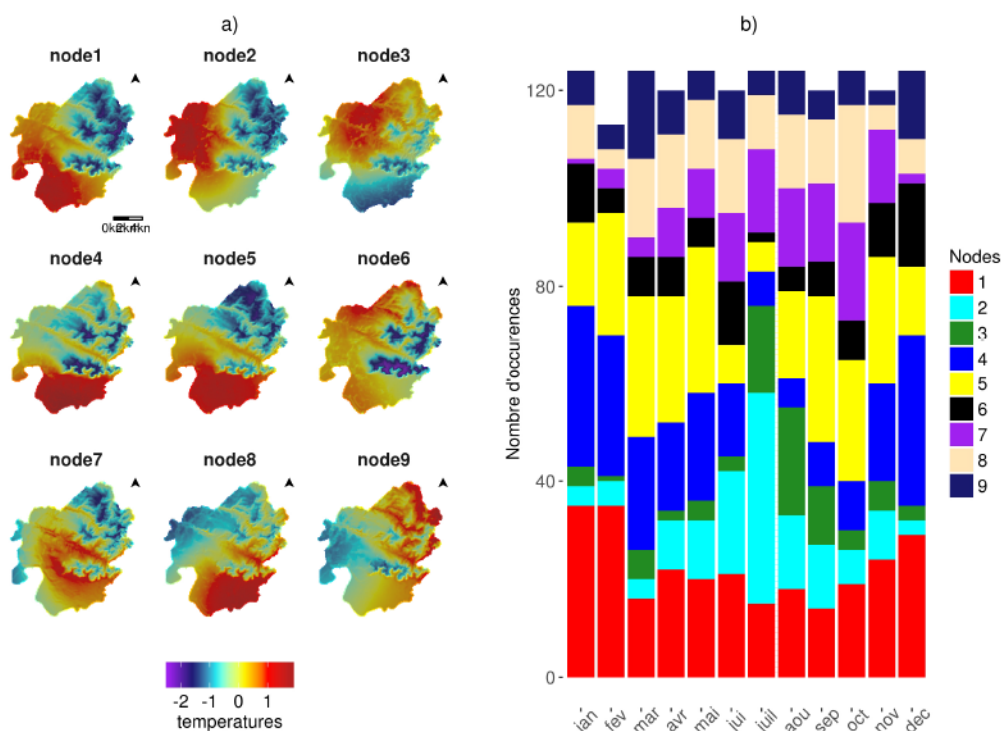 a)
node1
node2
node3
node4
node5
node6
node7
node8
node9
-2
-1
0
1
temperatures
b)
Nombre d'occurences
120
80
40
0
jan
fev
mar
avr
mai
jui
juil
aou
sep
oct
nov
dec
Nodes
1
2
3
4
5
6
7
8
9